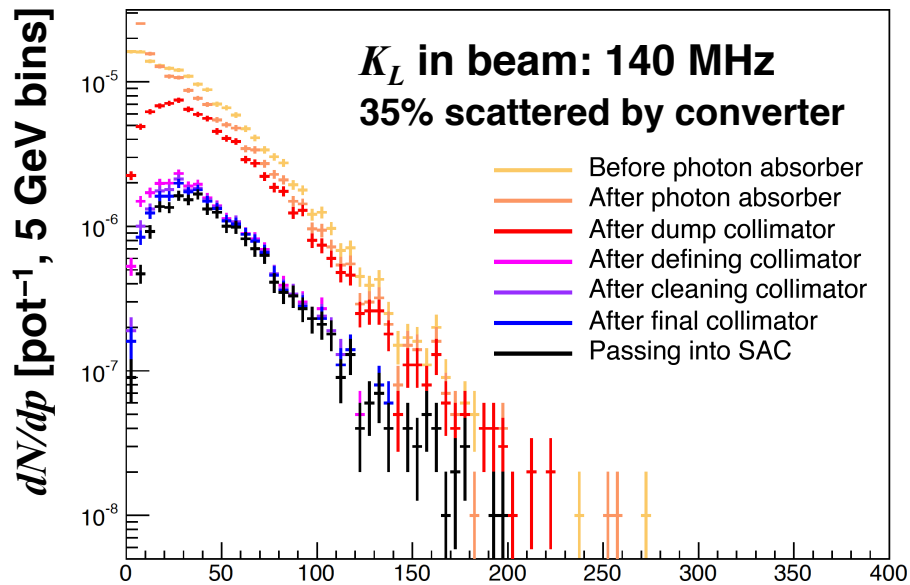 dN/dp [pot⁻¹, 5 GeV bins]
10⁻⁵
10⁻⁶
10⁻⁷
10⁻⁸
K_L in beam: 140 MHz
35% scattered by converter
Before photon absorber
After photon absorber
After dump collimator
After defining collimator
After cleaning collimator
After final collimator
Passing into SAC
0 50 100 150 200 250 300 350 400